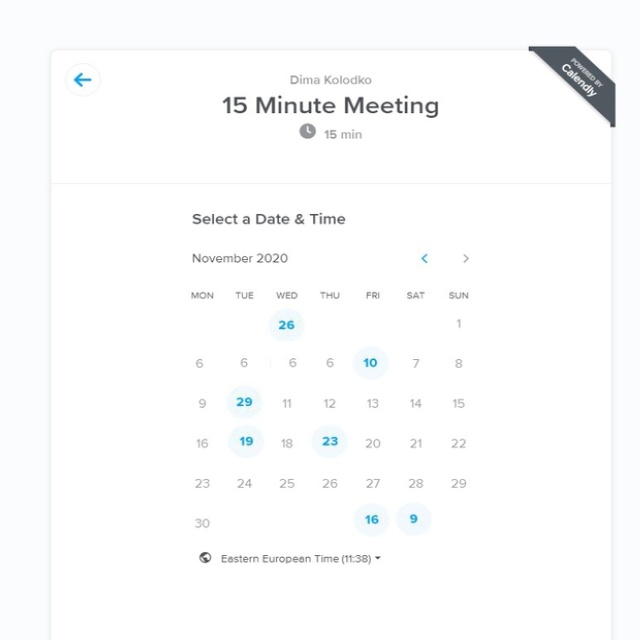 POWERED BY
Calendly
Dima Kolodko
15 Minute Meeting
15 min
Select a Date & Time
November 2020
MON TUE WED THU FRI SAT SUN
26 1
6 6 6 6 10 7 8
9 29 11 12 13 14 15
16 19 18 23 20 21 22
23 24 25 26 27 28 29
30 16 9
Eastern European Time (11:38)